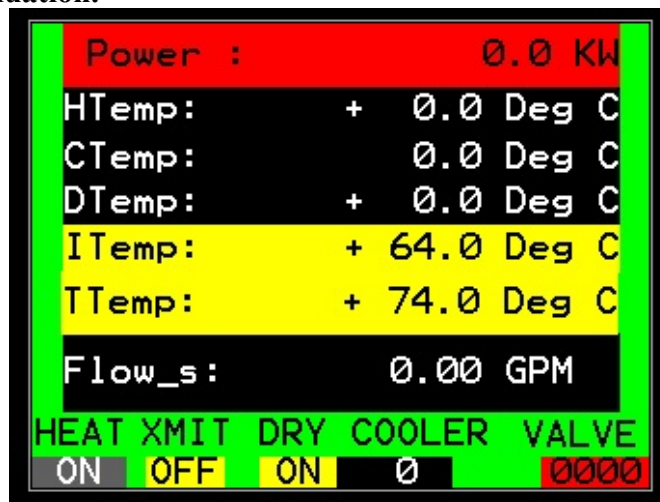 Power : 0.0 KW
HTemp: + 0.0 Deg C
CTemp: 0.0 Deg C
DTemp: + 0.0 Deg C
ITemp: + 64.0 Deg C
TTemp: + 74.0 Deg C
Flow_s: 0.00 GPM
HEAT XMIT DRY COOLER VALVE
ON OFF ON 0 0000